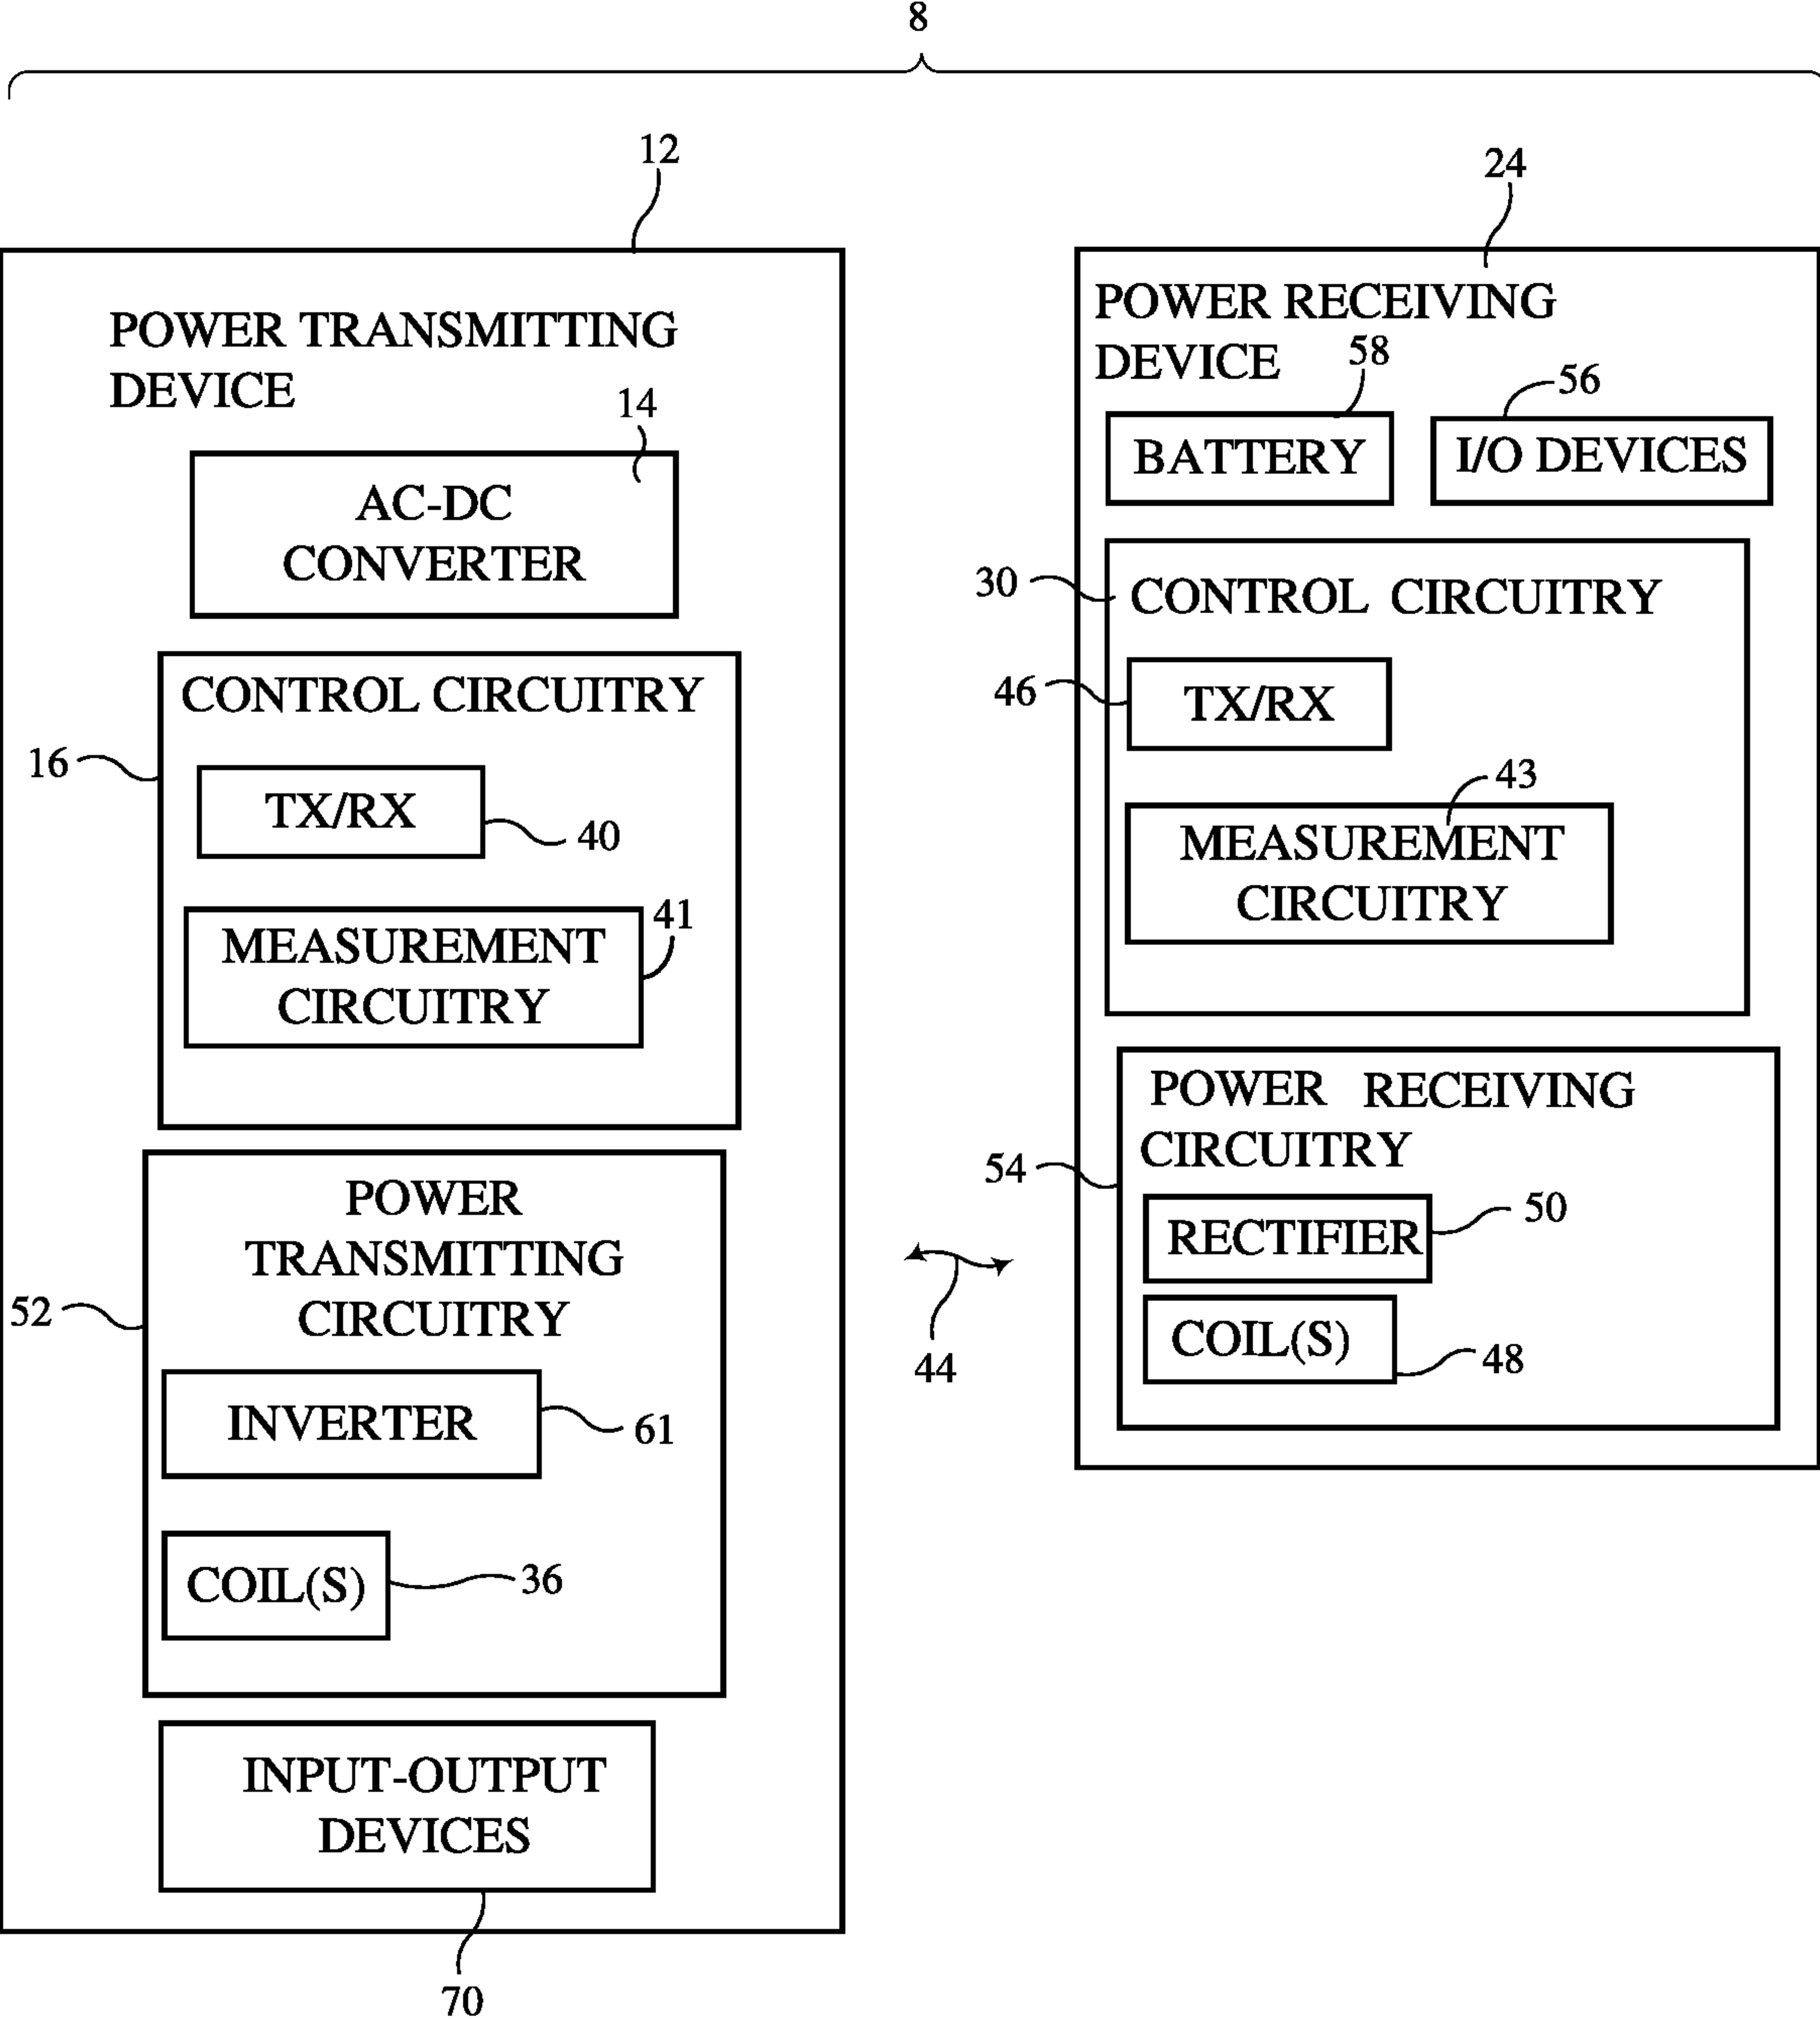 8
12
POWER TRANSMITTING
DEVICE
14
AC-DC
CONVERTER
CONTROL CIRCUITRY
16
TX/RX
40
41
MEASUREMENT
CIRCUITRY
POWER
TRANSMITTING
CIRCUITRY
52
INVERTER
61
COIL(S)
36
INPUT-OUTPUT
DEVICES
70
44
24
POWER RECEIVING
DEVICE
58
56
BATTERY
I/O DEVICES
30
CONTROL CIRCUITRY
46
TX/RX
43
MEASUREMENT
CIRCUITRY
POWER RECEIVING
CIRCUITRY
54
RECTIFIER
50
COIL(S)
48